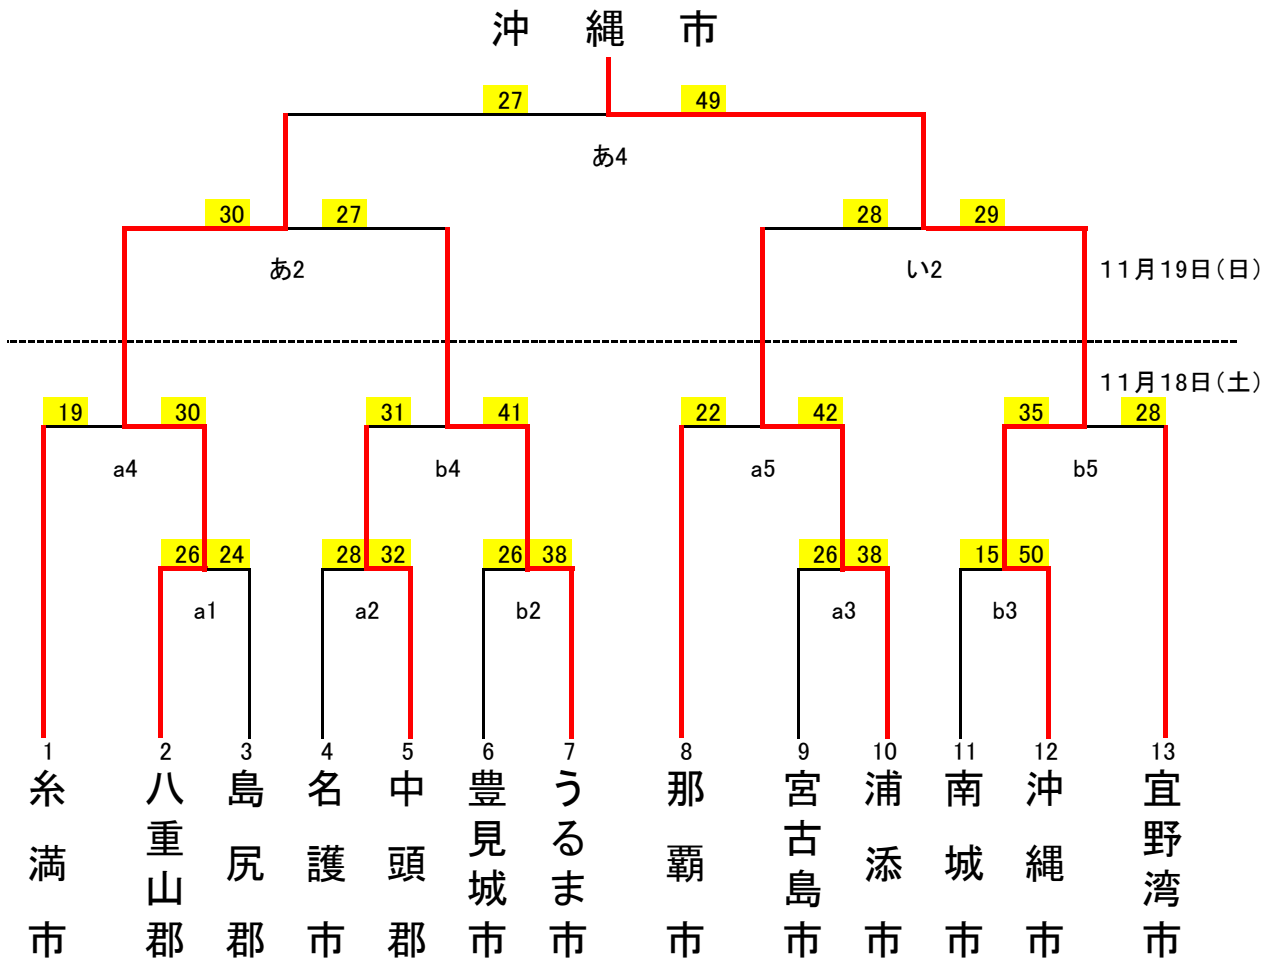 沖縄市
27 49
あ4
30 27 28 29
あ2 い2 11月19日(日)
11月18日(土)
19 30 31 41 22 42 35 28
a4 b4 a5 b5
26 24 28 32 26 38 26 38 15 50
a1 a2 b2 a3 b3
1 2 3 4 5 6 7 8 9 10 11 12 13
糸満市
八重山郡
島尻郡
名護市
中頭郡
豊見城市
うるま市
那覇市
宮古島市
浦添市
南城市
沖縄市
宜野湾市